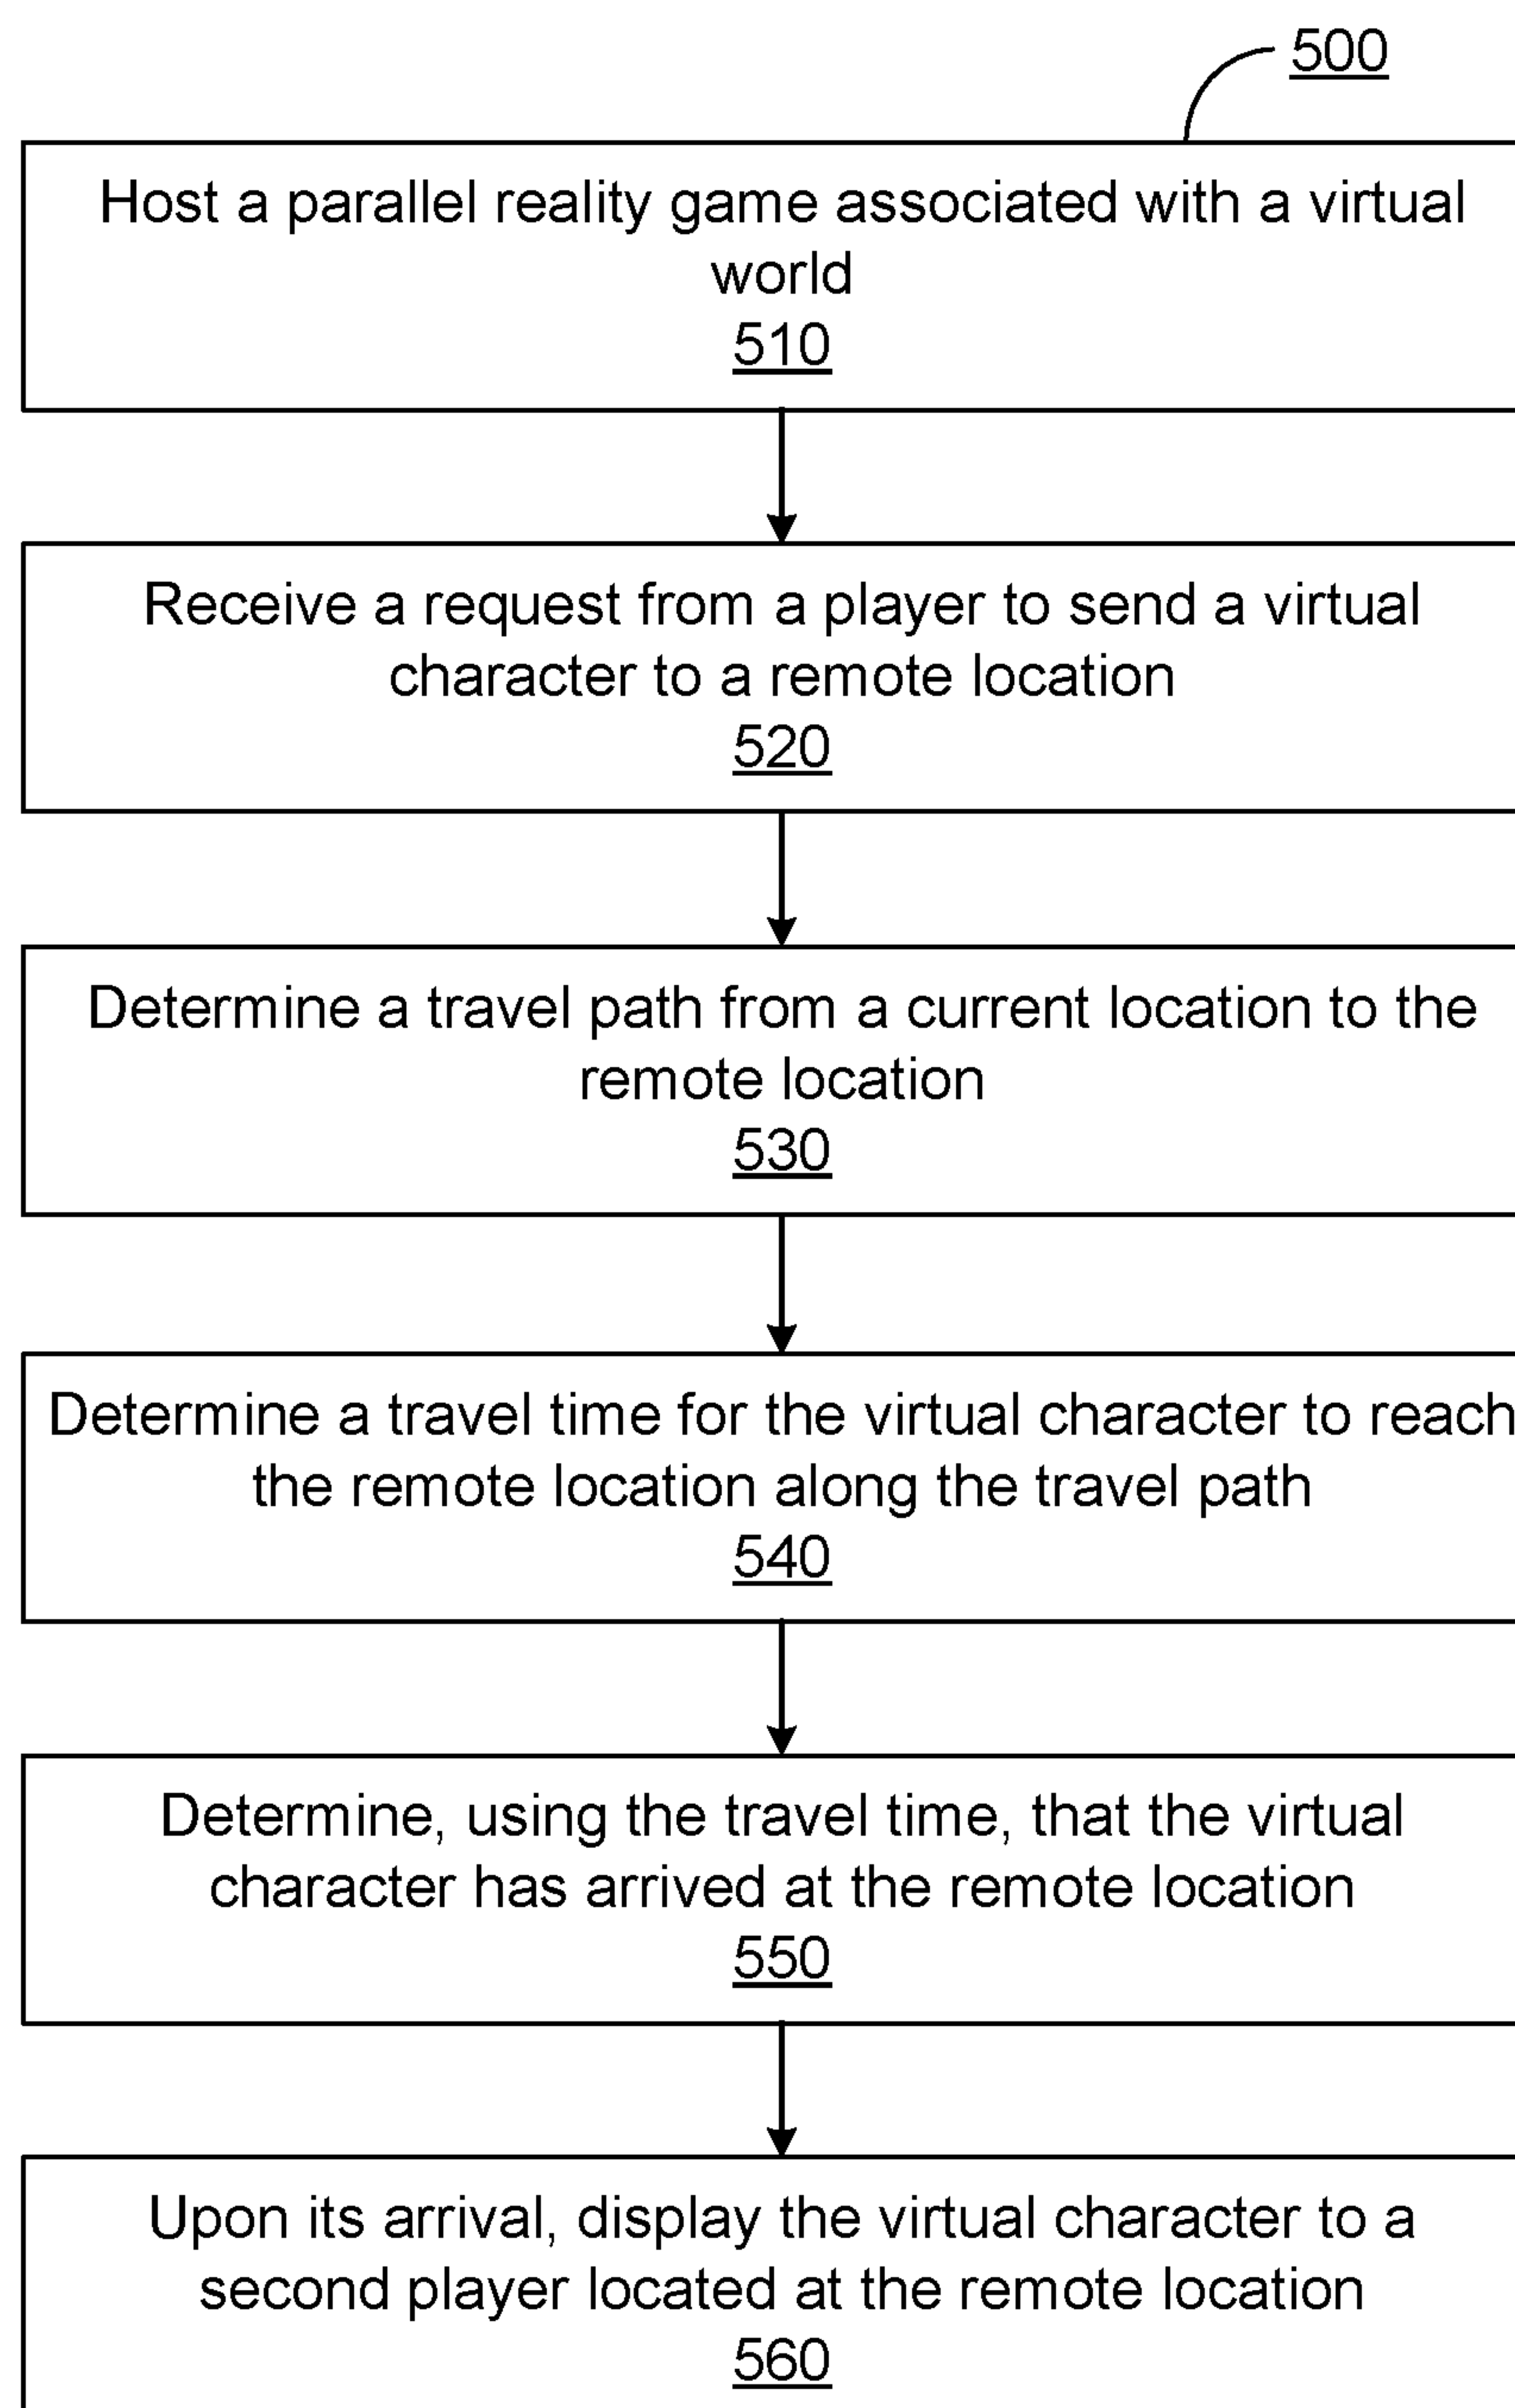 500
Host a parallel reality game associated with a virtual
world
510
Receive a request from a player to send a virtual
character to a remote location
520
Determine a travel path from a current location to the
remote location
530
Determine a travel time for the virtual character to reach
the remote location along the travel path
540
Determine, using the travel time, that the virtual
character has arrived at the remote location
550
Upon its arrival, display the virtual character to a
second player located at the remote location
560